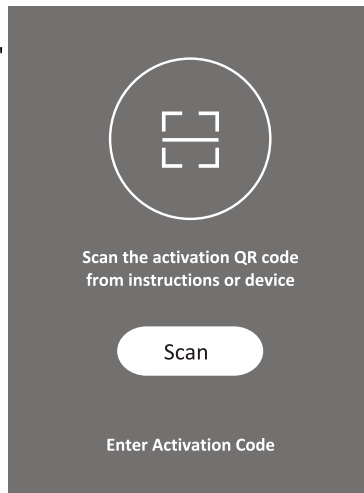 Scan the activation QR code
from instructions or device
Scan
Enter Activation Code